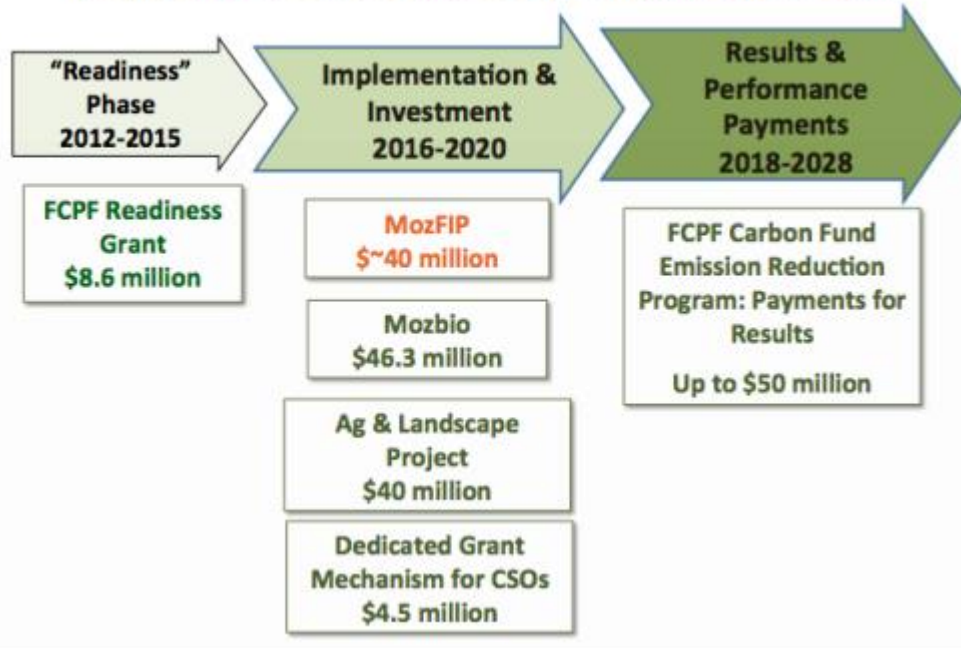 "Readiness"
Phase
2012-2015
FCPF Readiness
Grant
$8.6 million
Implementation &
Investment
2016-2020
MozFIP
$~40 million
Mozbio
$46.3 million
Ag & Landscape
Project
$40 million
Dedicated Grant
Mechanism for CSOs
$4.5 million
Results &
Performance
Payments
2018-2028
FCPF Carbon Fund
Emission Reduction
Program: Payments for
Results
Up to $50 million